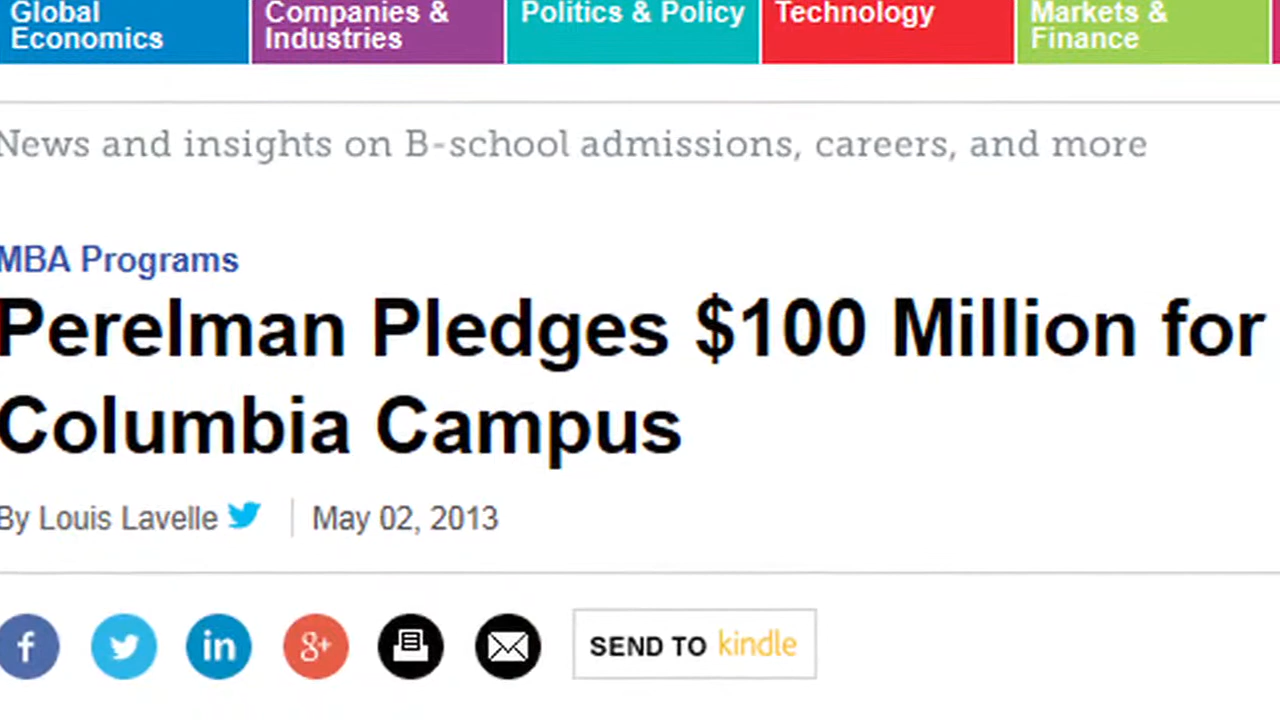 Global Economics
Companies & Industries
Politics & Policy
Technology
Markets & Finance
News and insights on B-school admissions, careers, and more
MBA Programs
Perelman Pledges $100 Million for
Columbia Campus
By Louis Lavelle | May 02, 2013
f in g+ SEND TO kindle